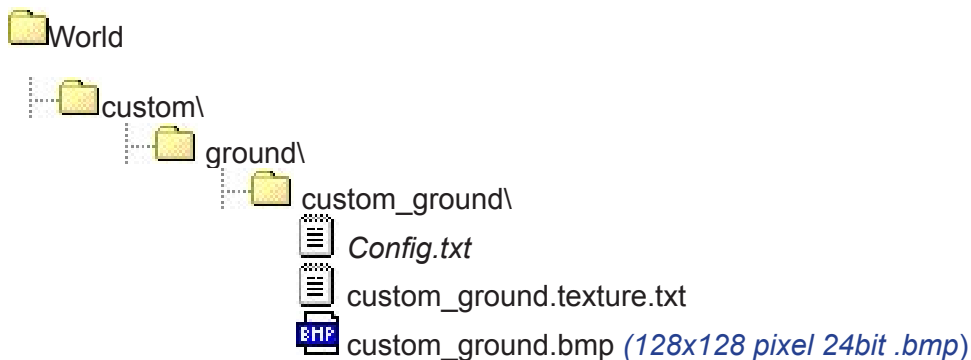 World
custom\
ground\
custom_ground\
Config.txt
custom_ground.texture.txt
BMP custom_ground.bmp (128x128 pixel 24bit .bmp)